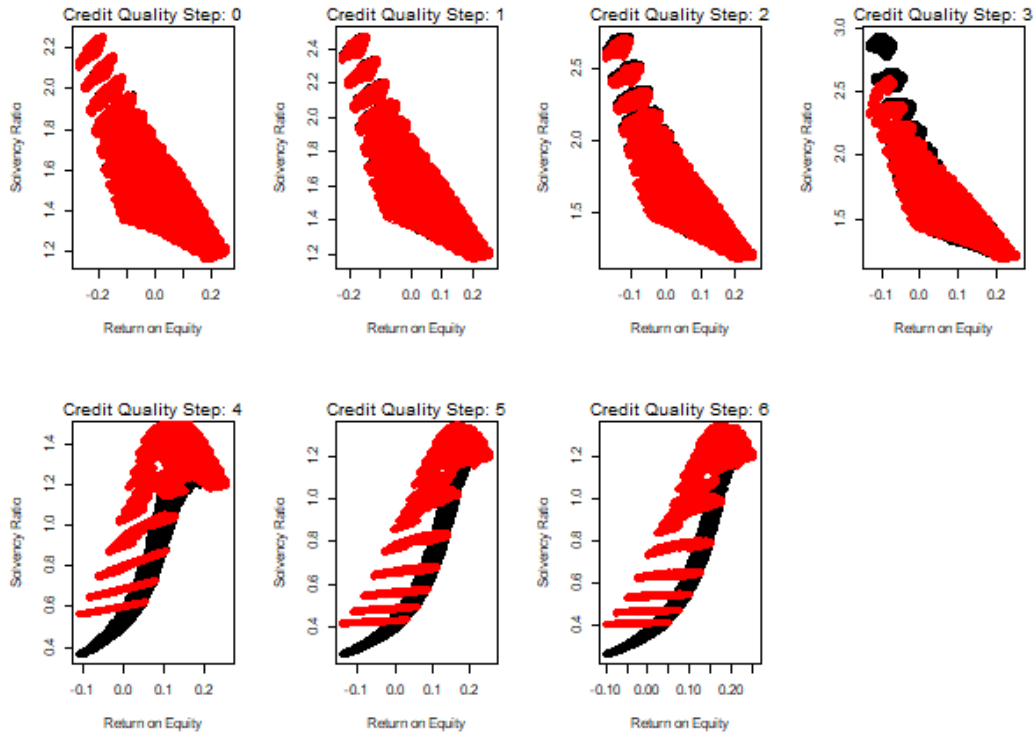 Credit Quality Step: 0
Solvency Ratio
2.2
2.0
1.8
1.6
1.4
1.2
-0.2 0.0 0.2
Return on Equity
Credit Quality Step: 1
Solvency Ratio
2.4
2.2
2.0
1.8
1.6
1.4
1.2
-0.2 0.0 0.2
Return on Equity
Credit Quality Step: 2
Solvency Ratio
2.5
2.0
1.5
-0.1 0.0 0.1 0.2
Return on Equity
Credit Quality Step: 3
Solvency Ratio
3.0
2.5
2.0
1.5
-0.1 0.0 0.1 0.2
Return on Equity
Credit Quality Step: 4
Solvency Ratio
1.4
1.2
1.0
0.8
0.6
0.4
-0.1 0.0 0.1 0.2
Return on Equity
Credit Quality Step: 5
Solvency Ratio
1.2
1.0
0.8
0.6
0.4
-0.1 0.0 0.1 0.2
Return on Equity
Credit Quality Step: 6
Solvency Ratio
1.2
1.0
0.8
0.6
0.4
-0.10 0.00 0.10 0.20
Return on Equity